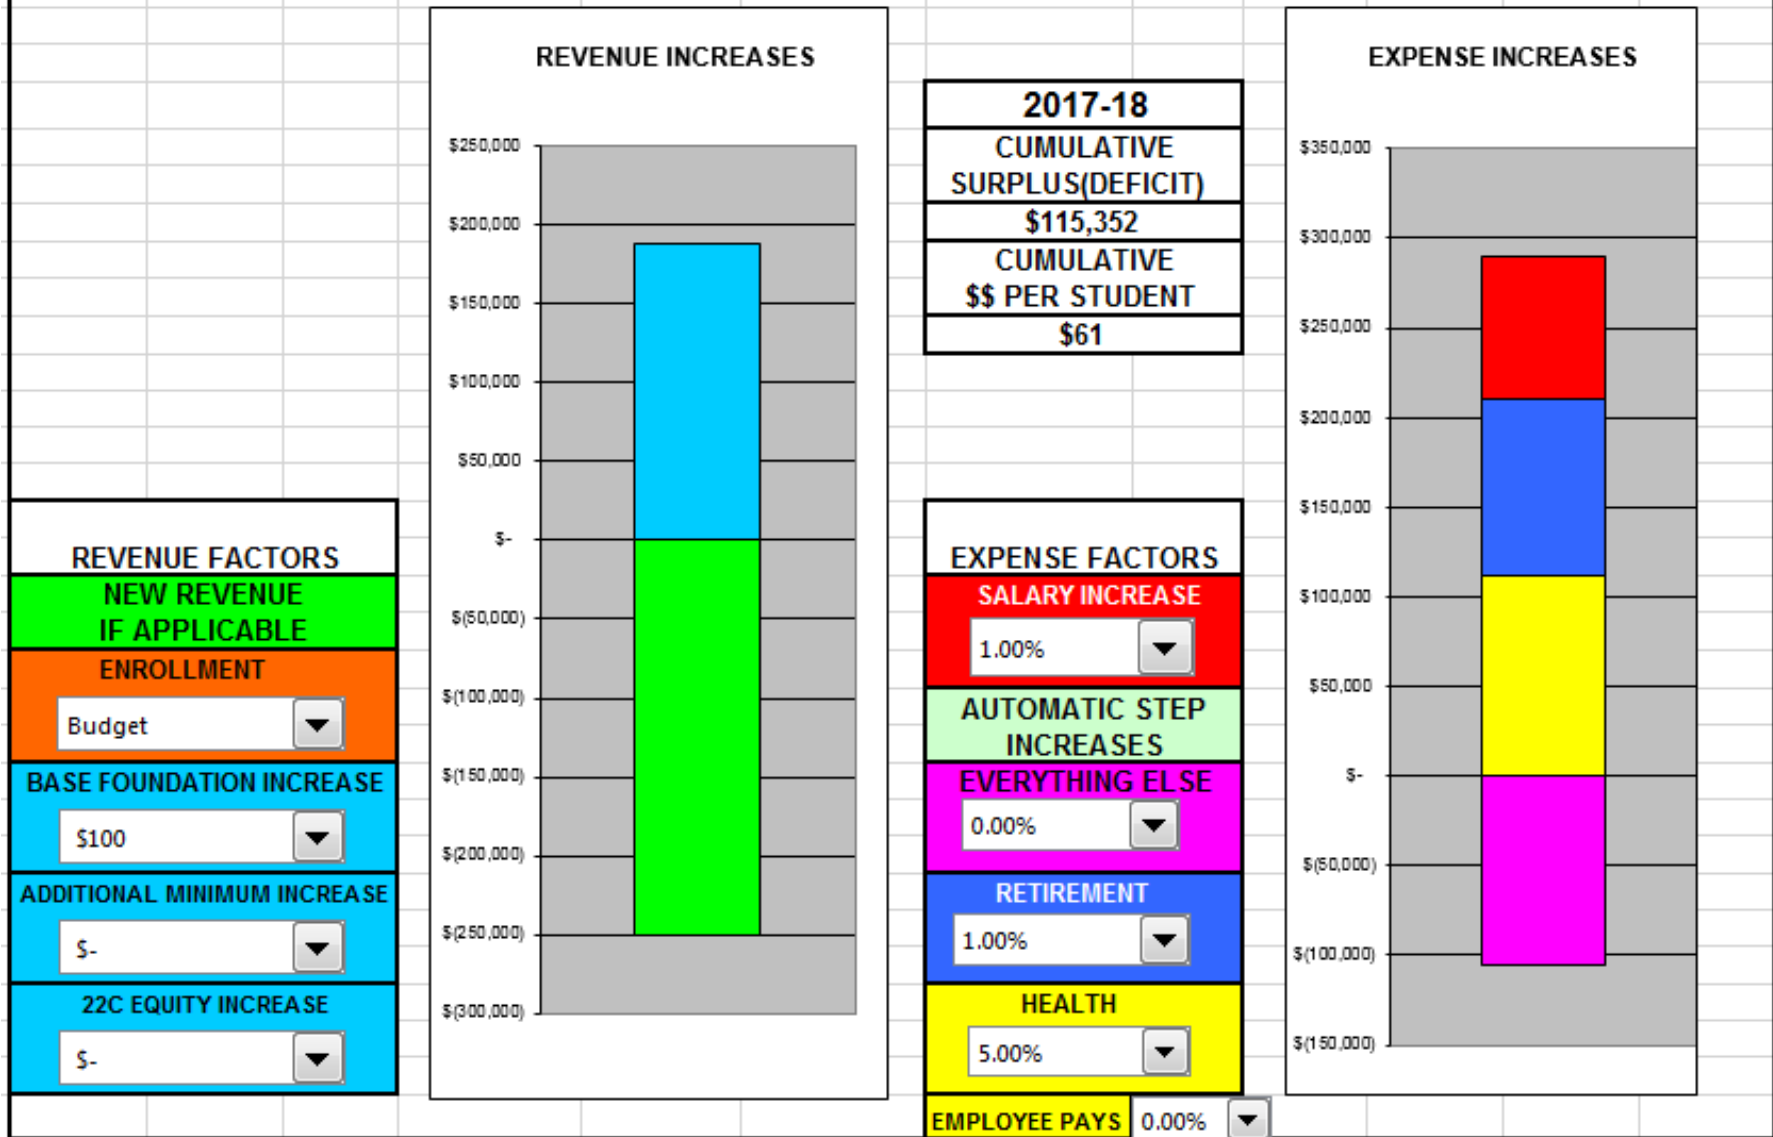 REVENUE INCREASES
$250,000
$200,000
$150,000
$100,000
$50,000
$-
$(50,000)
$(100,000)
$(150,000)
$(200,000)
$(250,000)
$(300,000)
REVENUE FACTORS
NEW REVENUE
IF APPLICABLE
ENROLLMENT
Budget
BASE FOUNDATION INCREASE
$100
ADDITIONAL MINIMUM INCREASE
$-
22C EQUITY INCREASE
$-
2017-18
CUMULATIVE
SURPLUS(DEFICIT)
$115,352
CUMULATIVE
$$ PER STUDENT
$61
EXPENSE FACTORS
SALARY INCREASE
1.00%
AUTOMATIC STEP
INCREASES
EVERYTHING ELSE
0.00%
RETIREMENT
1.00%
HEALTH
5.00%
EMPLOYEE PAYS 0.00%
EXPENSE INCREASES
$350,000
$300,000
$250,000
$200,000
$150,000
$100,000
$50,000
$-
$(50,000)
$(100,000)
$(150,000)